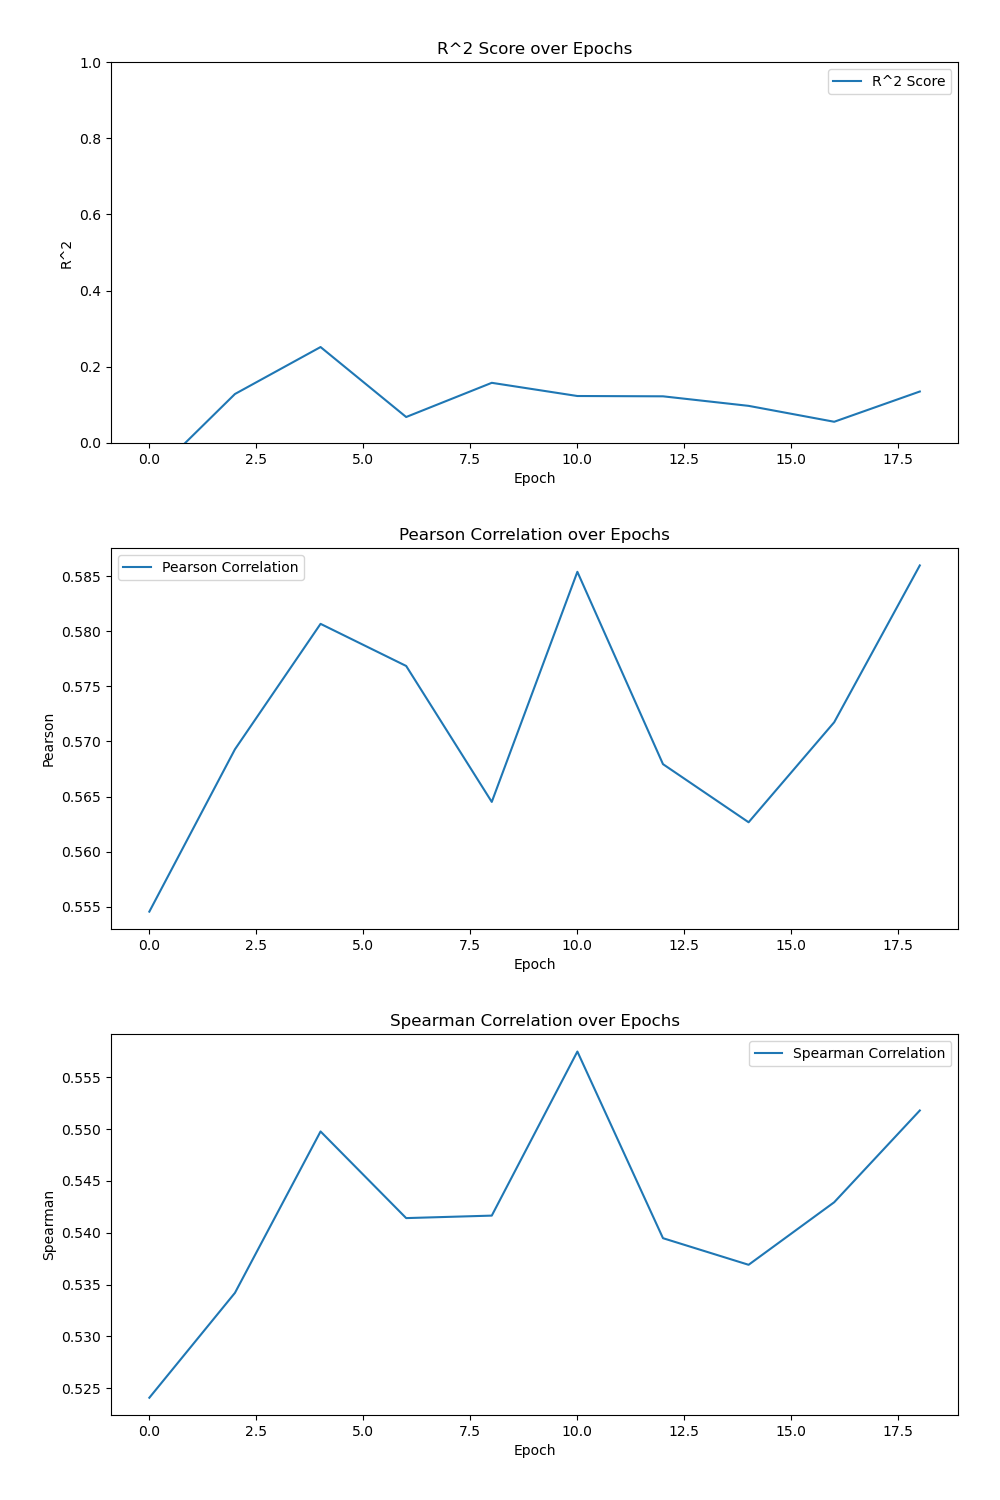 R^2 Score over Epochs
R^2 Score
1.0
0.8
0.6
0.4
0.2
0.0
R^2
0.0 2.5 5.0 7.5 10.0 12.5 15.0 17.5
Epoch
Pearson Correlation over Epochs
Pearson Correlation
0.585
0.580
0.575
0.570
0.565
0.560
0.555
Pearson
0.0 2.5 5.0 7.5 10.0 12.5 15.0 17.5
Epoch
Spearman Correlation over Epochs
Spearman Correlation
0.555
0.550
0.545
0.540
0.535
0.530
0.525
Spearman
0.0 2.5 5.0 7.5 10.0 12.5 15.0 17.5
Epoch